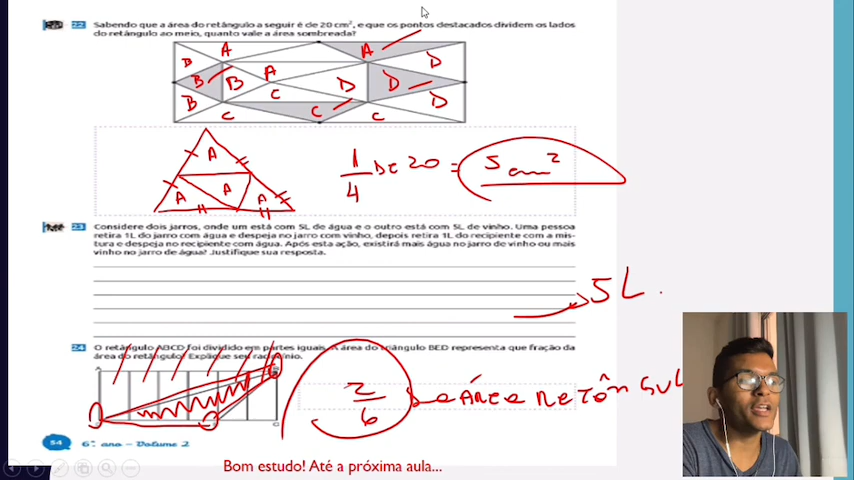 22 Sabendo que a área do retângulo a seguir é de 20 cm², e que os pontos destacados dividem os lados
do retângulo ao meio, quanto vale a área sombreada?
A A D
B
B B A D D
C
B C C C D
A
A A A
1/4 DE 20 = 5 cm²
23 Considere dois jarros, onde um está com 5L de água e o outro está com 5L de vinho. Uma pessoa
retira 1L do jarro com água e despeja no jarro com vinho, depois retira 1L do recipiente com a mis-
tura e despeja no recipiente com água. Após esta ação, existirá mais água no jarro de vinho ou mais
vinho no jarro de água? Justifique sua resposta.
5L.
24 O retângulo ABCD foi dividido em partes iguais. A área do triângulo BED representa que fração da
área do retângulo? Explique seu raciocínio.
2/6 ÁREA RETÂNGUL
54 6º ano - Volume 2
Bom estudo! Até a próxima aula...